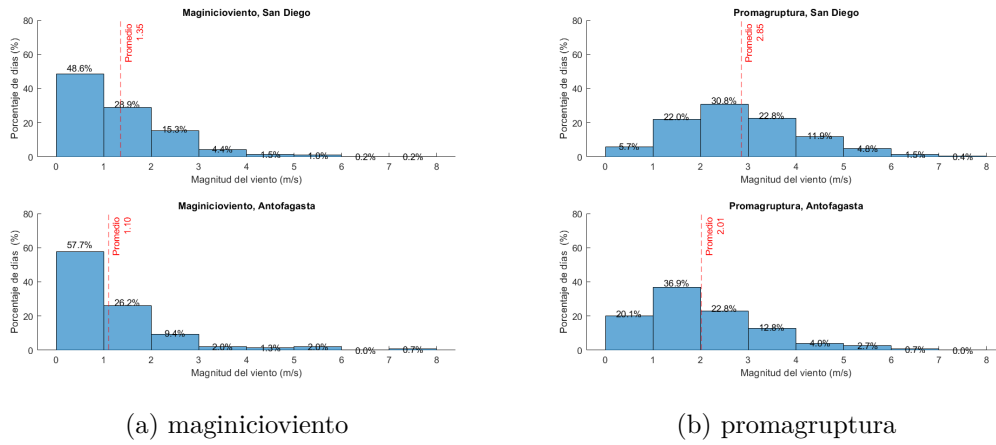 Maginicioviento, San Diego
Porcentaje de días (%)
80
60
40
20
0
Promedio
1.35
48.6%
28.9%
15.3%
4.4%
1.5%
1.0%
0.2%
0.2%
0 1 2 3 4 5 6 7 8
Magnitud del viento (m/s)
Promagruptura, San Diego
Porcentaje de días (%)
80
60
40
20
0
Promedio
2.85
5.7%
22.0%
30.8%
22.8%
11.9%
4.8%
1.5%
0.4%
0 1 2 3 4 5 6 7 8
Magnitud del viento (m/s)
Maginicioviento, Antofagasta
Porcentaje de días (%)
80
60
40
20
0
Promedio
1.10
57.7%
26.2%
9.4%
2.0%
1.3%
2.0%
0.0%
0.7%
0 1 2 3 4 5 6 7 8
Magnitud del viento (m/s)
Promagruptura, Antofagasta
Porcentaje de días (%)
80
60
40
20
0
Promedio
2.01
20.1%
36.9%
22.8%
12.8%
4.0%
2.7%
0.7%
0.0%
0 1 2 3 4 5 6 7 8
Magnitud del viento (m/s)
(a) maginicioviento
(b) promagruptura